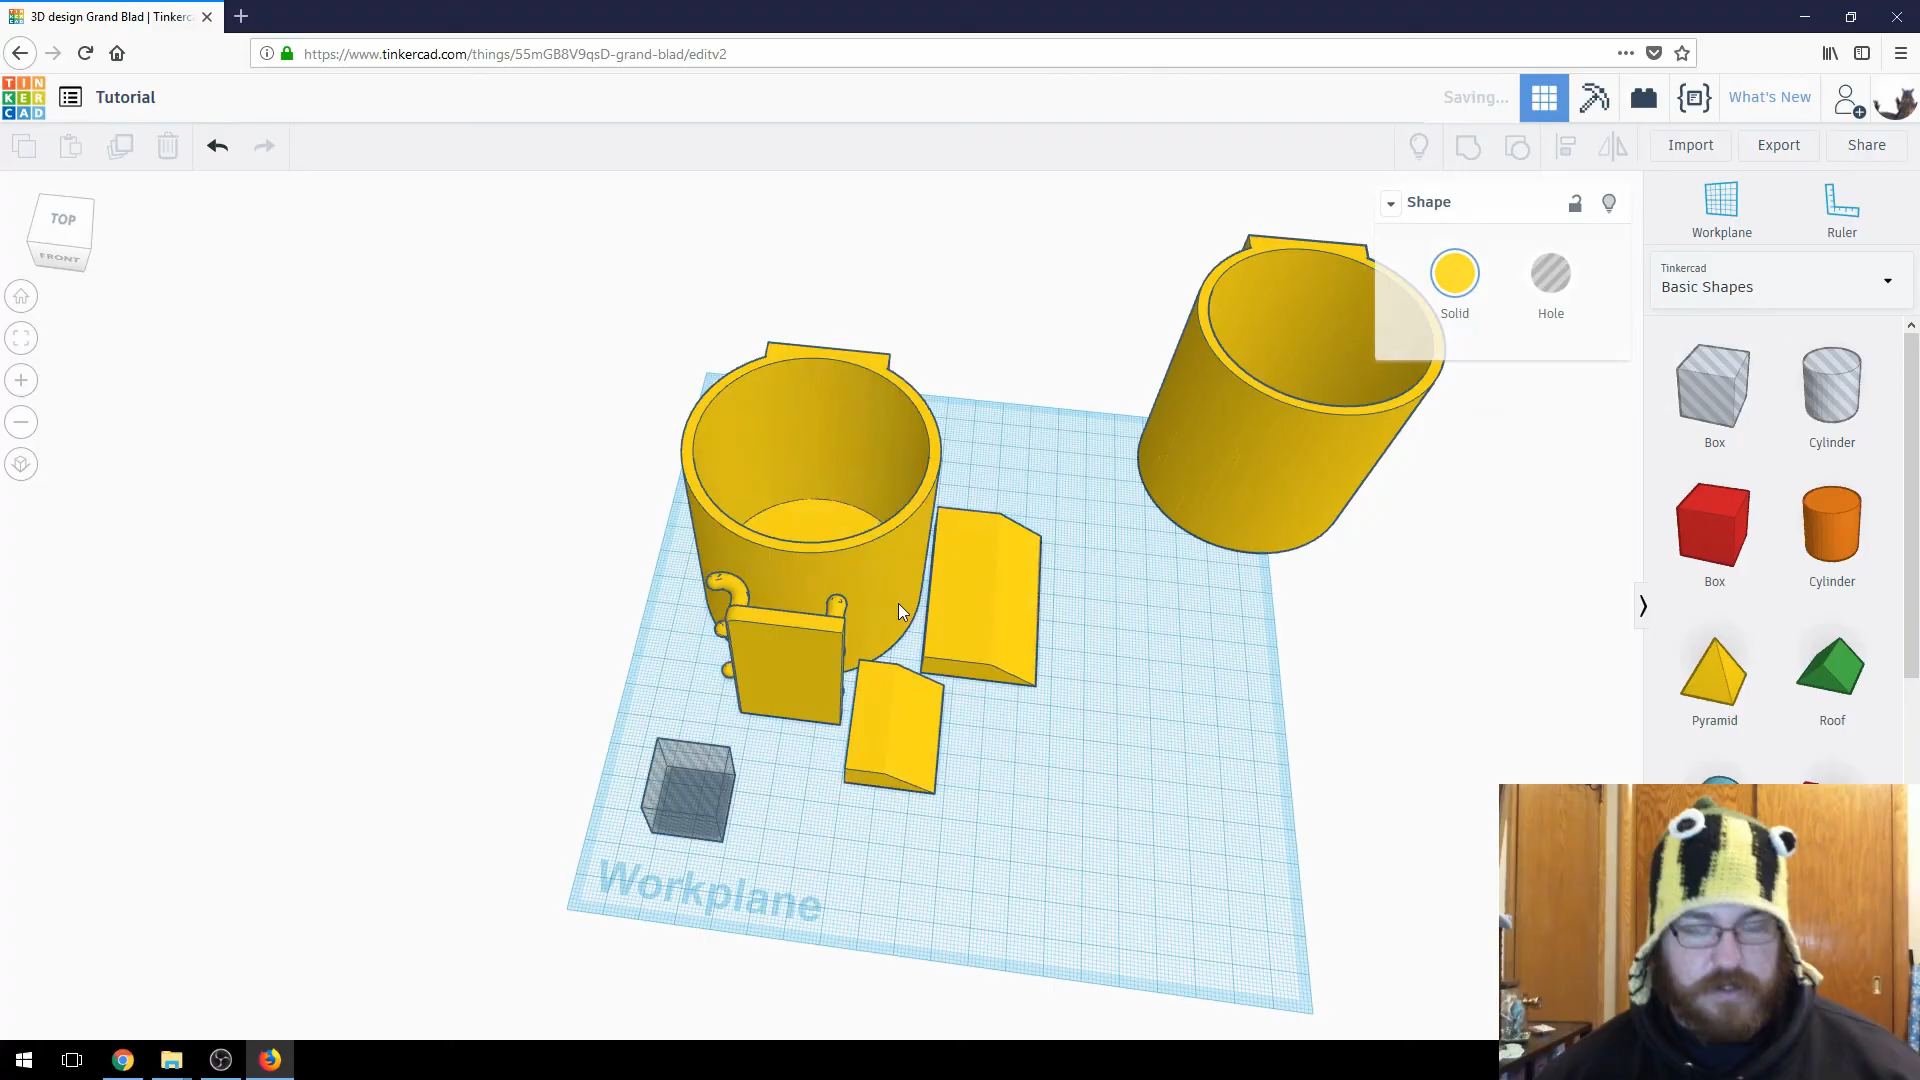 3D design Grand Blad | Tinkerc
https://www.tinkercad.com/things/55mGB8V9qsD-grand-blad/editv2
TIN
KER
CAD
Tutorial
Saving...
What's New
Import
Export
Share
TOP
FRONT
Shape
Solid
Hole
Workplane
Ruler
Tinkercad
Basic Shapes
Box
Cylinder
Box
Cylinder
Pyramid
Roof
Workplane